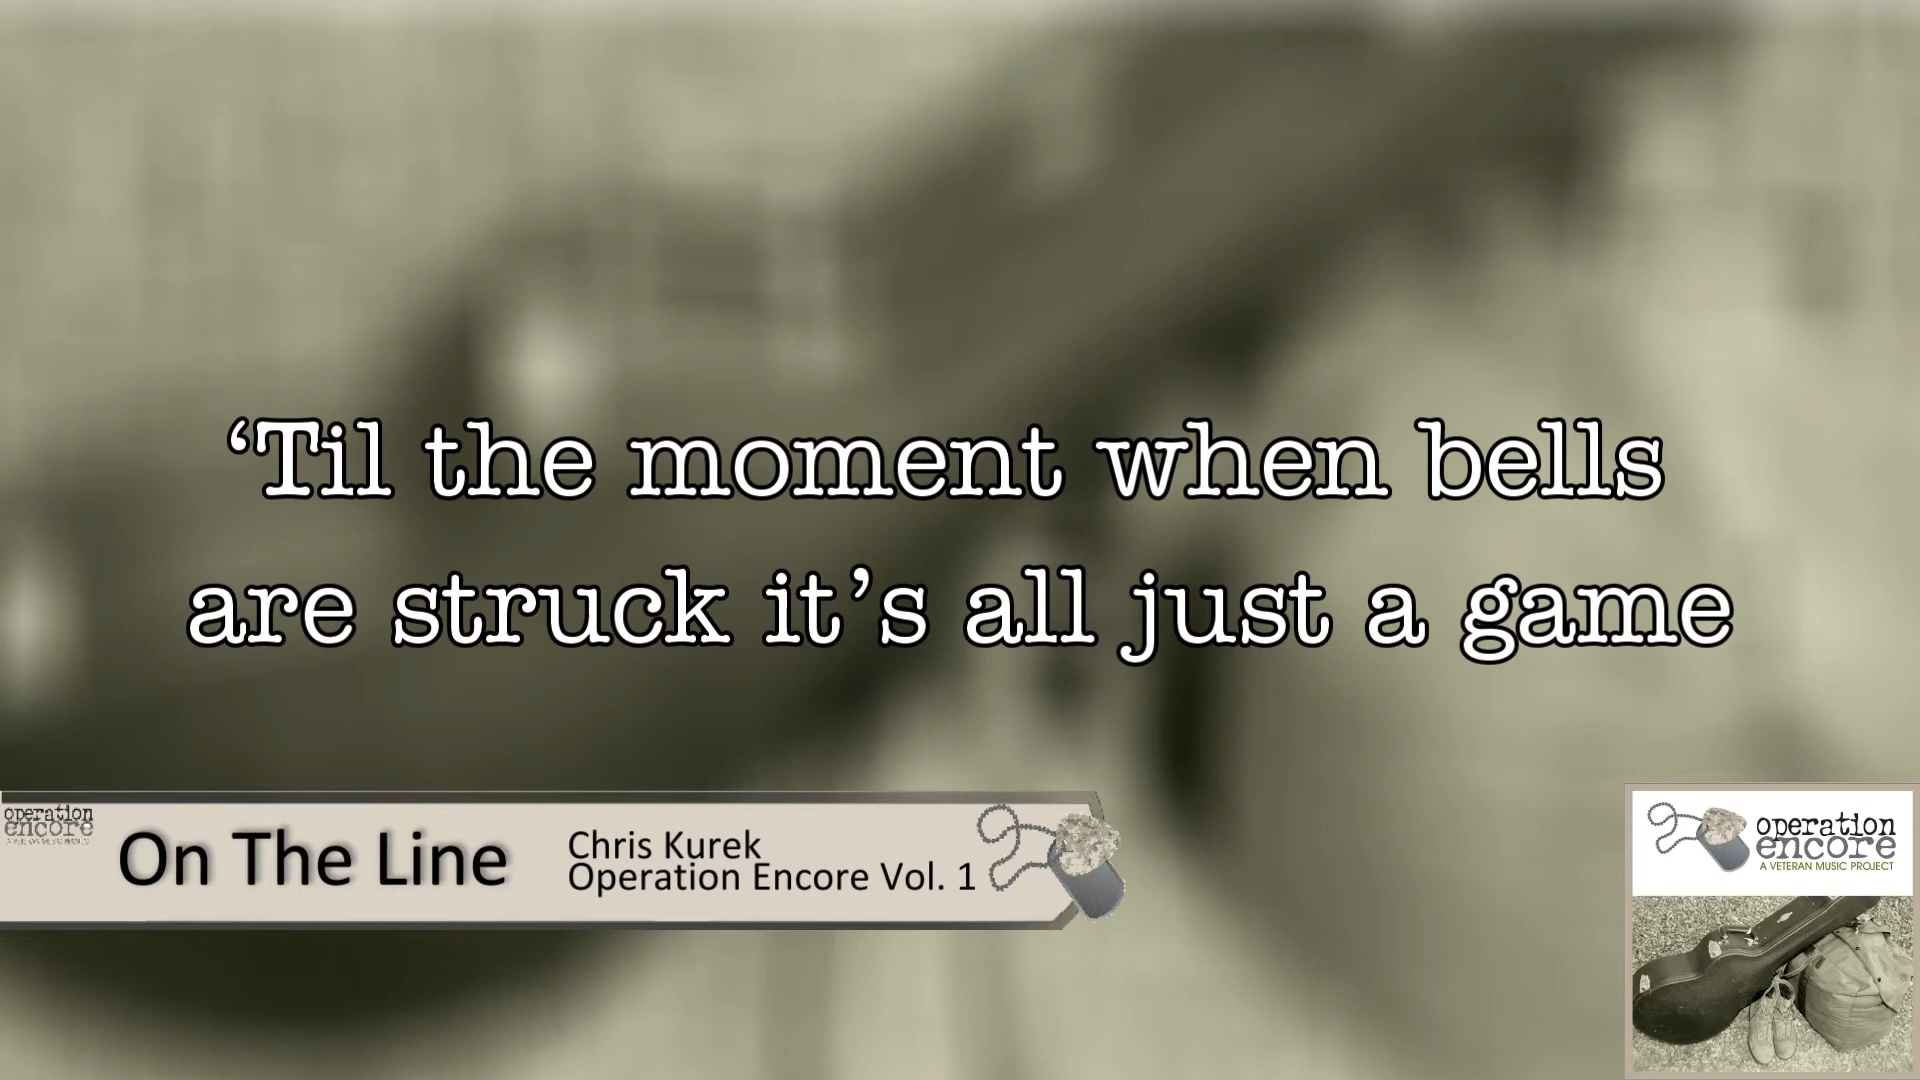 ‘Til the moment when bells
are struck it’s all just a game
operation
encore
On The Line
Chris Kurek
Operation Encore Vol. 1
operation
encore
A VETERAN MUSIC PROJECT